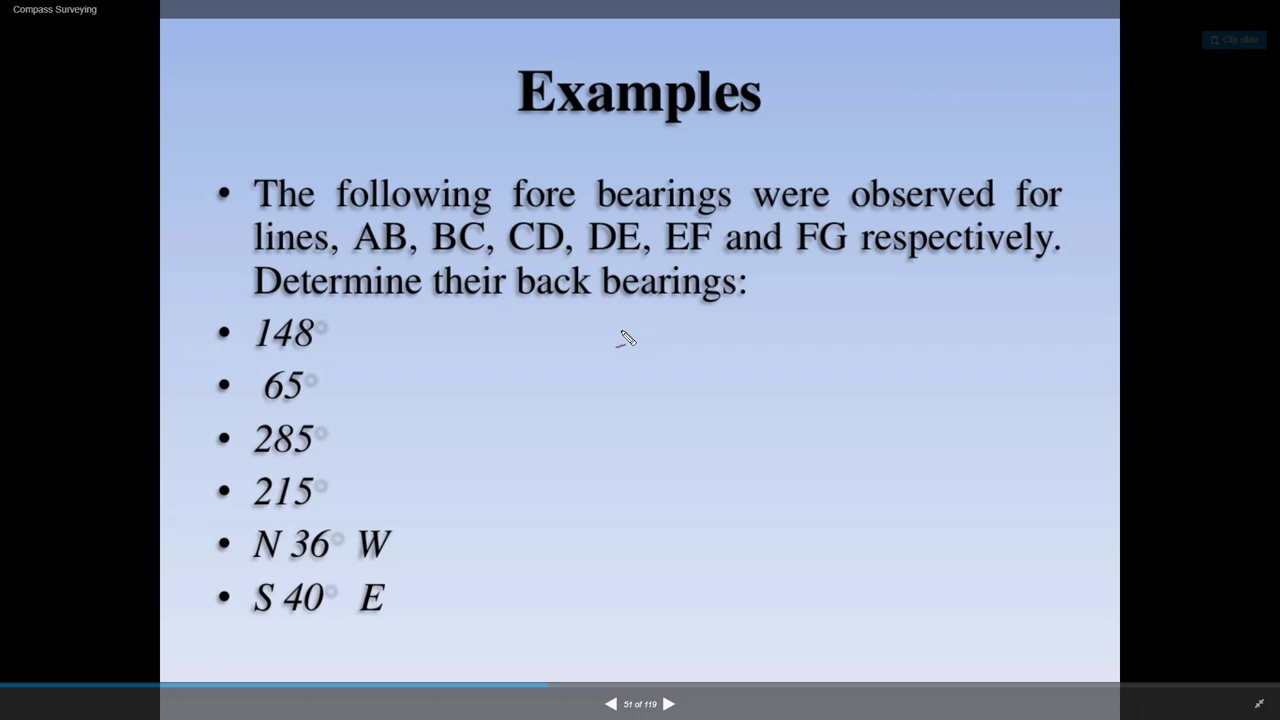 Compass Surveying
Clip slide
Examples
• The following fore bearings were observed for
lines, AB, BC, CD, DE, EF and FG respectively.
Determine their back bearings:
• 148°
• 65°
• 285°
• 215°
• N 36° W
• S 40° E
51 of 119